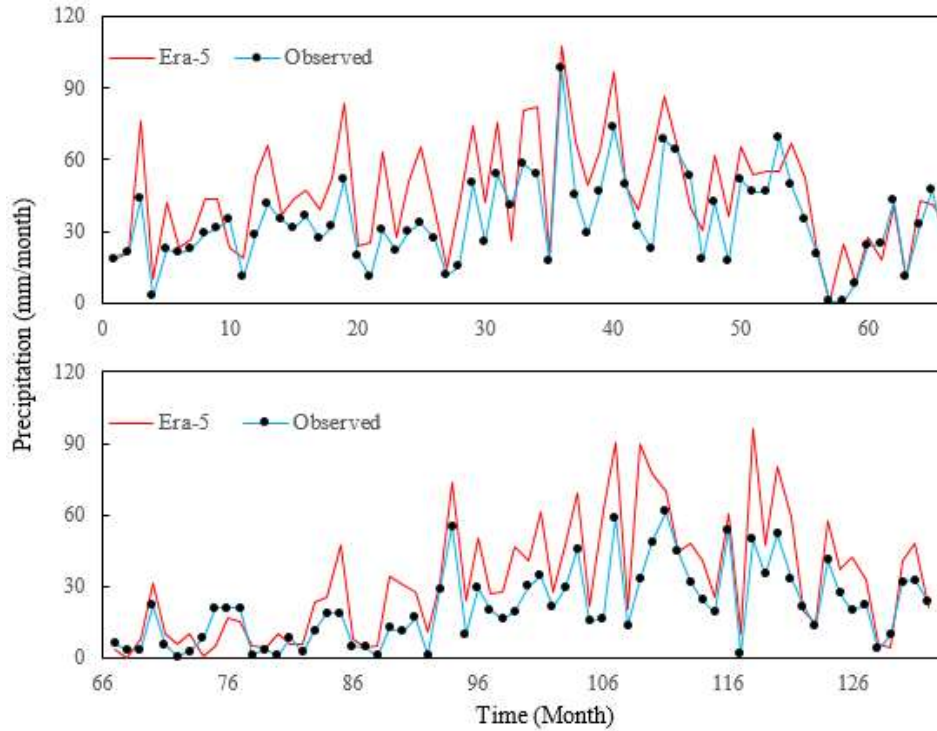 120
Era-5 Observed
90
60
30
0
0 10 20 30 40 50 60
Precipitation (mm/month)
120
Era-5 Observed
90
60
30
0
66 76 86 96 106 116 126
Time (Month)